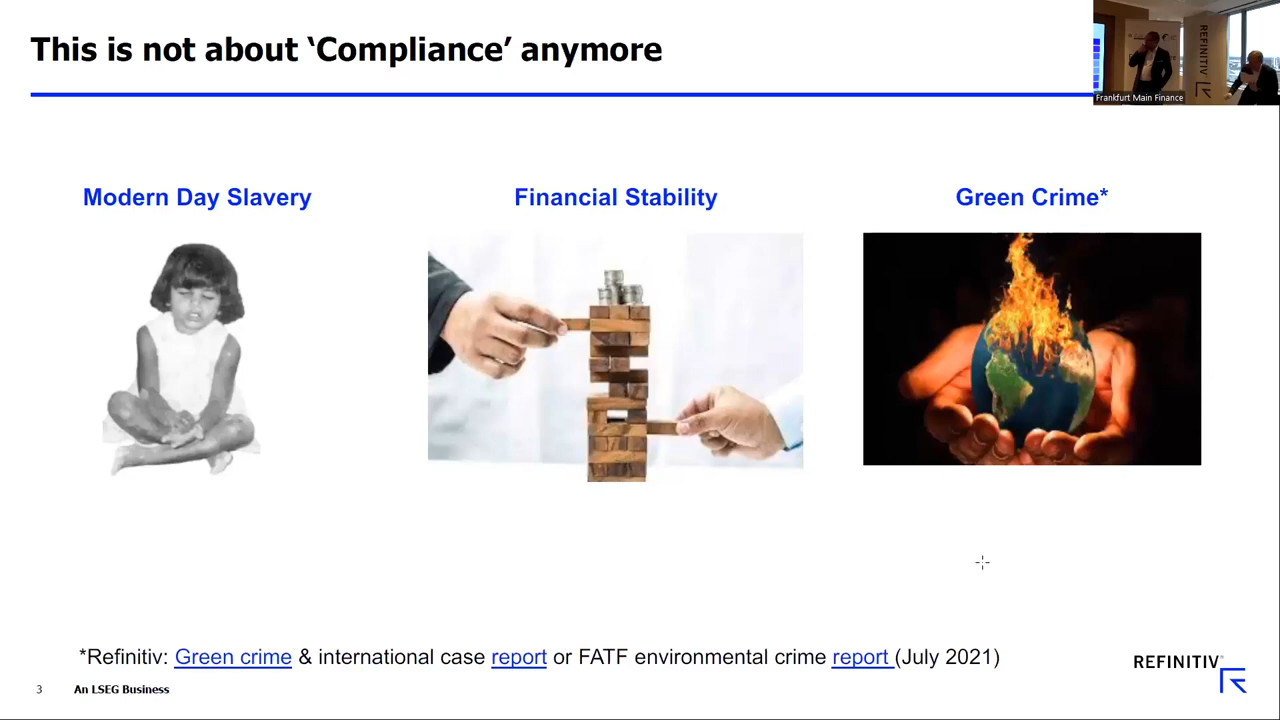 This is not about ‘Compliance’ anymore
REFINITIV
Frankfurt Main Finance
Modern Day Slavery
Financial Stability
Green Crime*
*Refinitiv: Green crime & international case report or FATF environmental crime report (July 2021)
REFINITIV
3
An LSEG Business